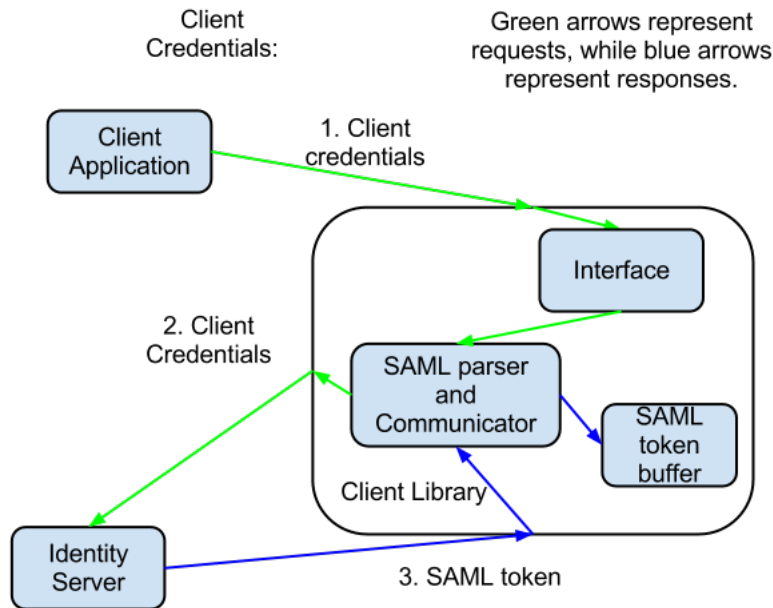 Client
Credentials:
Green arrows represent
requests, while blue arrows
represent responses.
Client
Application
1. Client
credentials
Interface
2. Client
Credentials
SAML parser
and
Communicator
SAML
token
buffer
Client Library
Identity
Server
3. SAML token